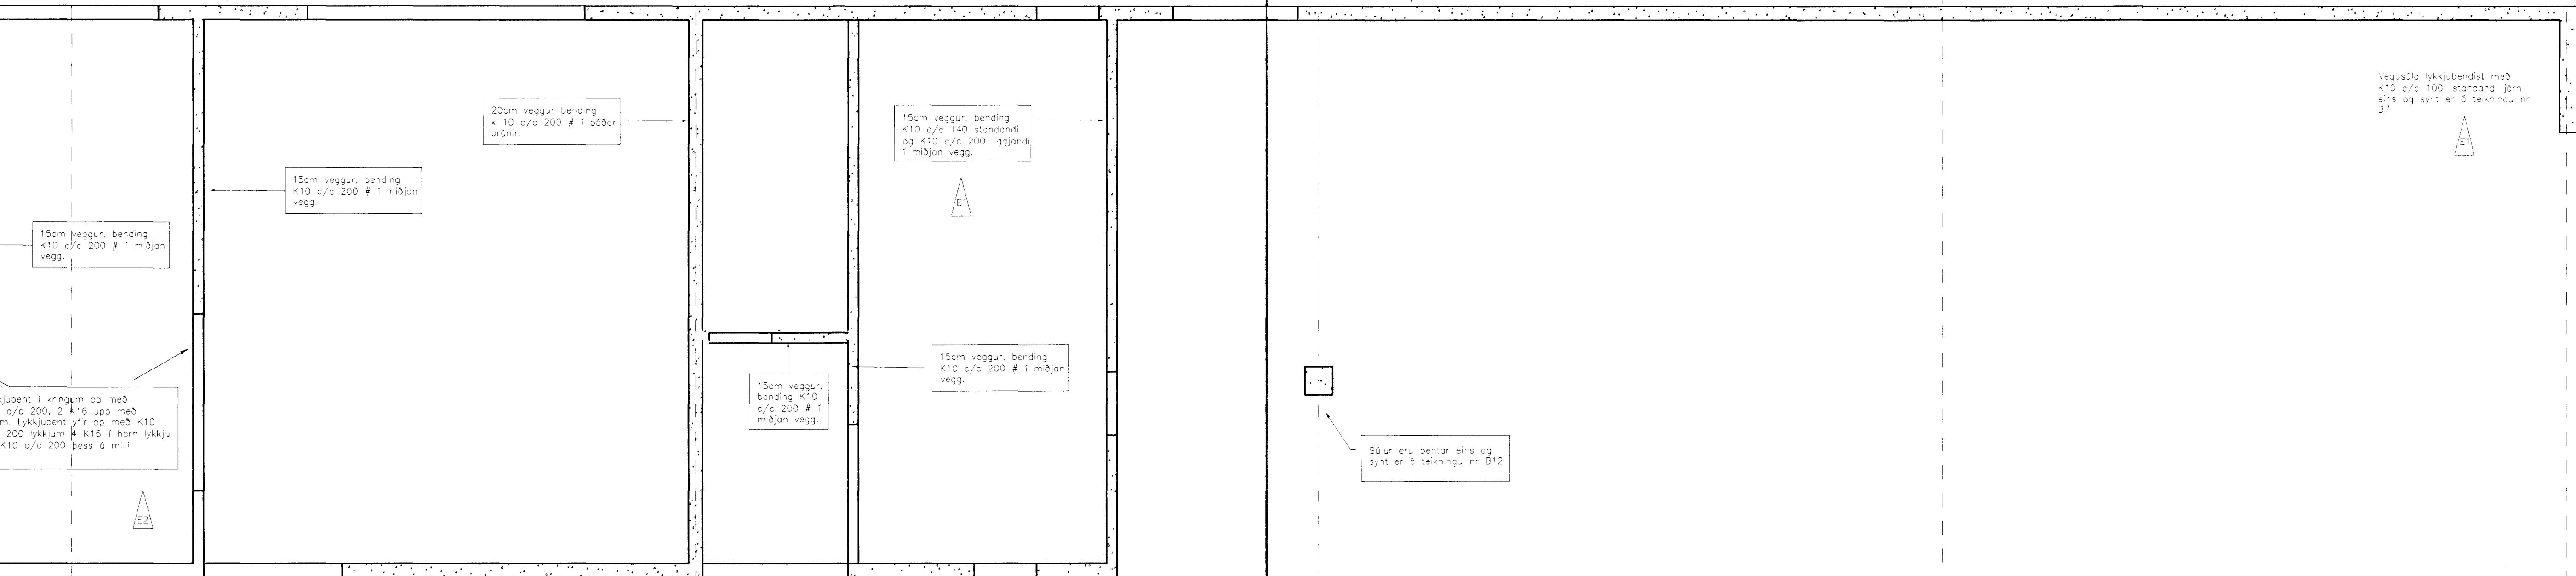 15cm veggur, bending
K10 c/c 200 # í miðjan
vegg.
kjubent í kringum op með
c/c 200, 2 K16 upp með
m. Lykkjubent yfir op með K10
200 lykkjum 4 K16 í horn lykkju
K10 c/c 200 þess á milli.
E2
15cm veggur, bending
K10 c/c 200 # í miðjan
vegg.
20cm veggur bending
k 10 c/c 200 # í báðar
brúnir.
15cm veggur,
bending K10
c/c 200 # í
miðjan vegg.
15cm veggur, bending
K10 c/c 140 standandi
og K10 c/c 200 liggjandi
í miðjan vegg.
E1
15cm veggur, bending
K10 c/c 200 # í miðjan
vegg.
Súlur eru bentar eins og
sýnt er á teikningu nr B12
Veggsúla lykkjubendist með
K10 c/c 100, standandi járn
eins og sýnt er á teikningu nr
B7
E1